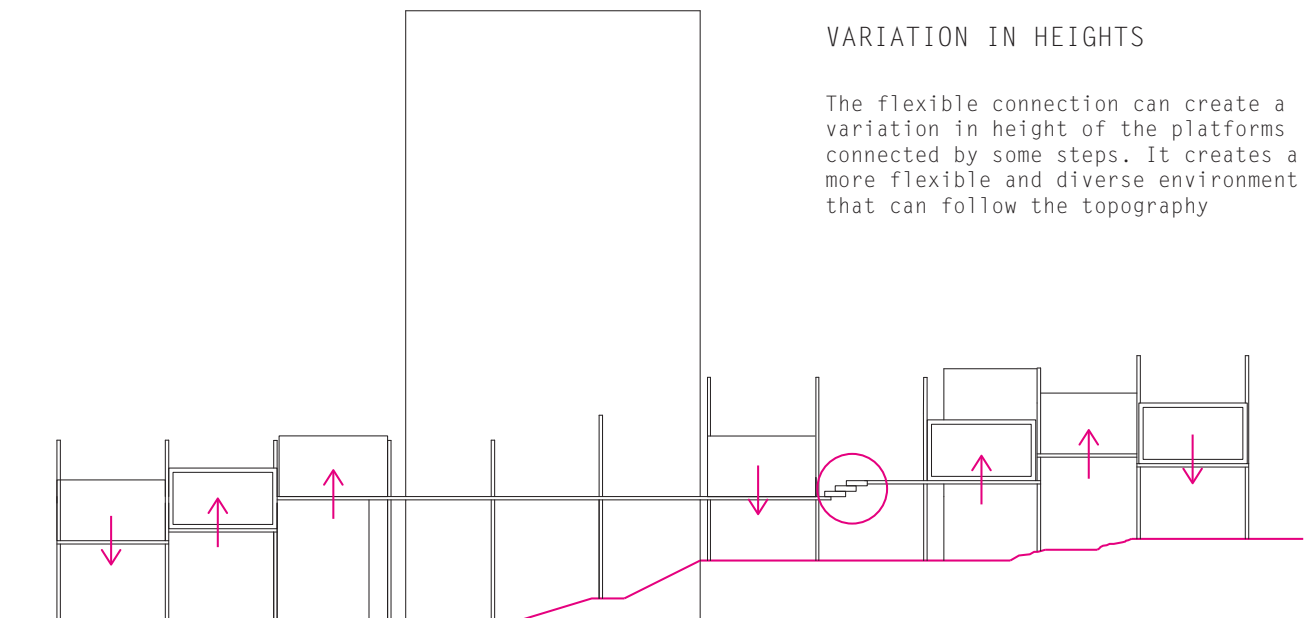 VARIATION IN HEIGHTS
The flexible connection can create a
variation in height of the platforms
connected by some steps. It creates a
more flexible and diverse environment
that can follow the topography